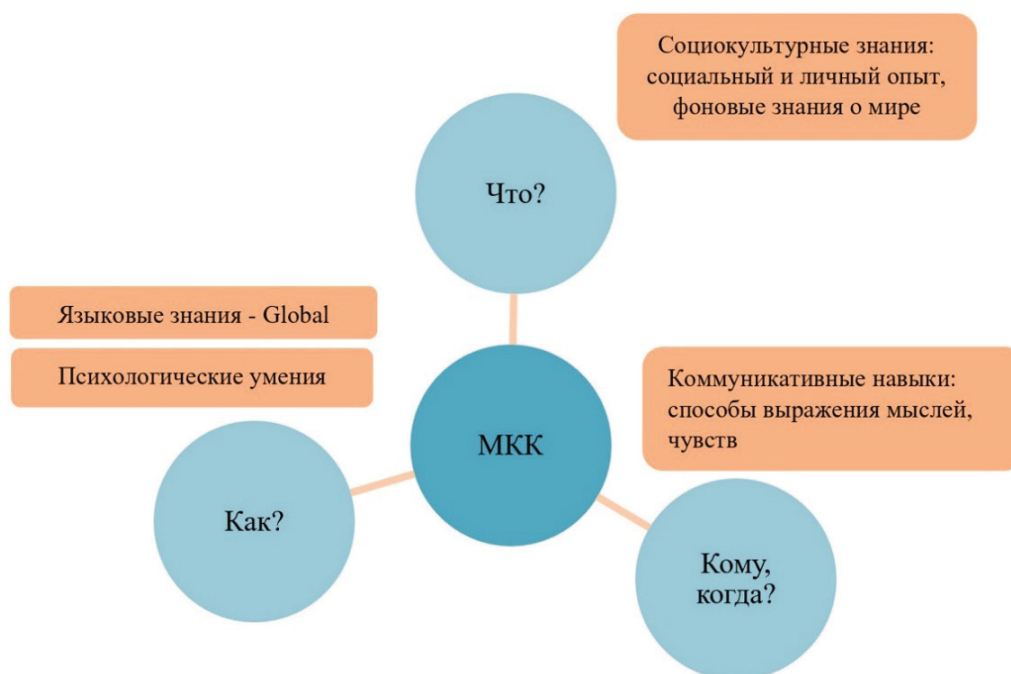 Социокультурные знания:
социальный и личный опыт,
фоновые знания о мире
Что?
Языковые знания - Global
Психологические умения
Коммуникативные навыки:
способы выражения мыслей,
чувств
МКК
Как?
Кому,
когда?